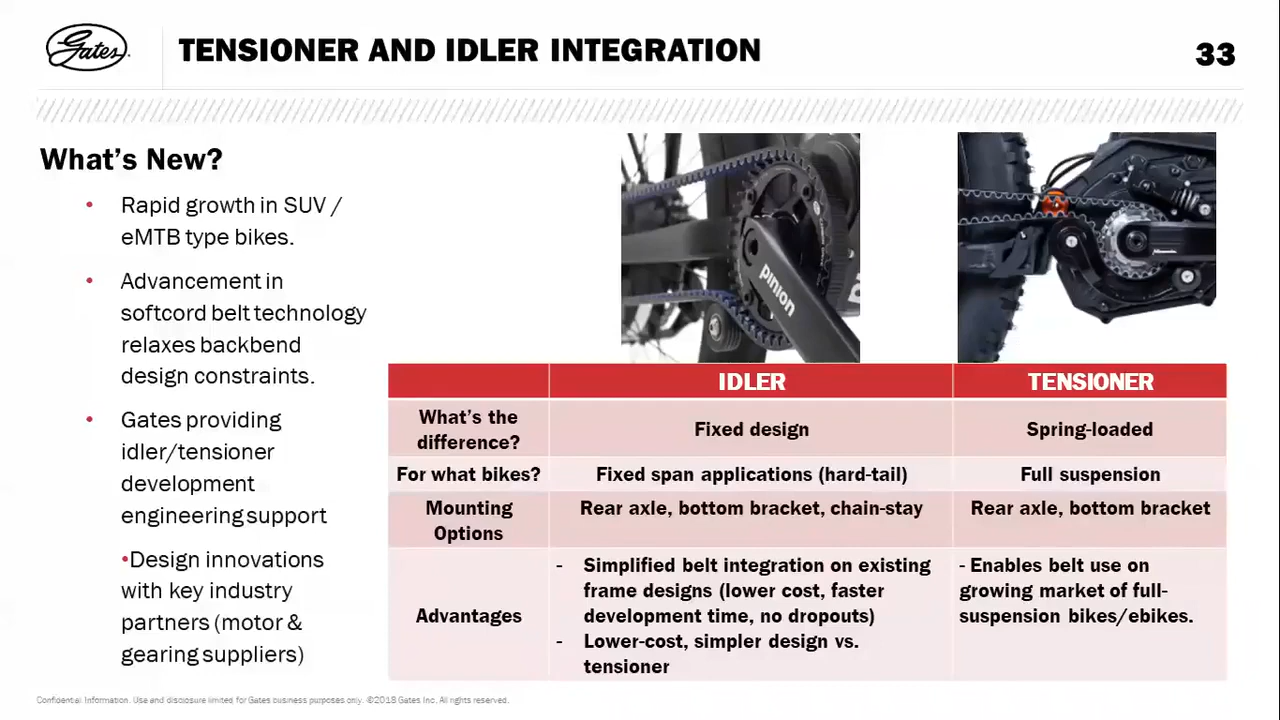 Gates
TENSIONER AND IDLER INTEGRATION
33
What's New?
• Rapid growth in SUV /
eMTB type bikes.
• Advancement in
softcord belt technology
relaxes backbend
design constraints.
• Gates providing
idler/tensioner
development
engineering support
•Design innovations
with key industry
partners (motor &
gearing suppliers)
pinion
IDLER
TENSIONER
What's the
difference?
Fixed design
Spring-loaded
For what bikes?
Fixed span applications (hard-tail)
Full suspension
Mounting
Options
Rear axle, bottom bracket, chain-stay
Rear axle, bottom bracket
Advantages
- Simplified belt integration on existing
frame designs (lower cost, faster
development time, no dropouts)
- Lower-cost, simpler design vs.
tensioner
- Enables belt use on
growing market of full-
suspension bikes/ebikes.
Confidential Information. Use and disclosure limited for Gates business purposes only. ©2018 Gates Inc. All rights reserved.